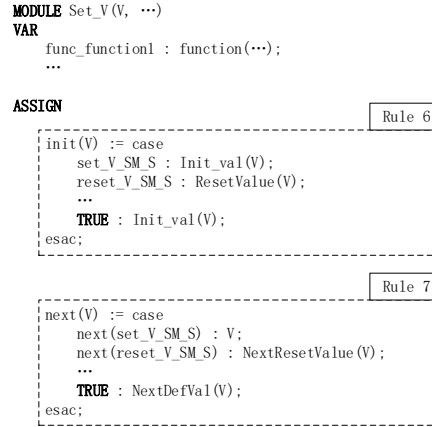 MODULE Set_V(V, …)
VAR
func_function1 : function(…);
…
ASSIGN
Rule 6
init(V) := case
set_V_SM_S : Init_val(V);
reset_V_SM_S : ResetValue(V);
…
TRUE : Init_val(V);
esac;
Rule 7
next(V) := case
next(set_V_SM_S) : V;
next(reset_V_SM_S) : NextResetValue(V);
…
TRUE : NextDefVal(V);
esac;